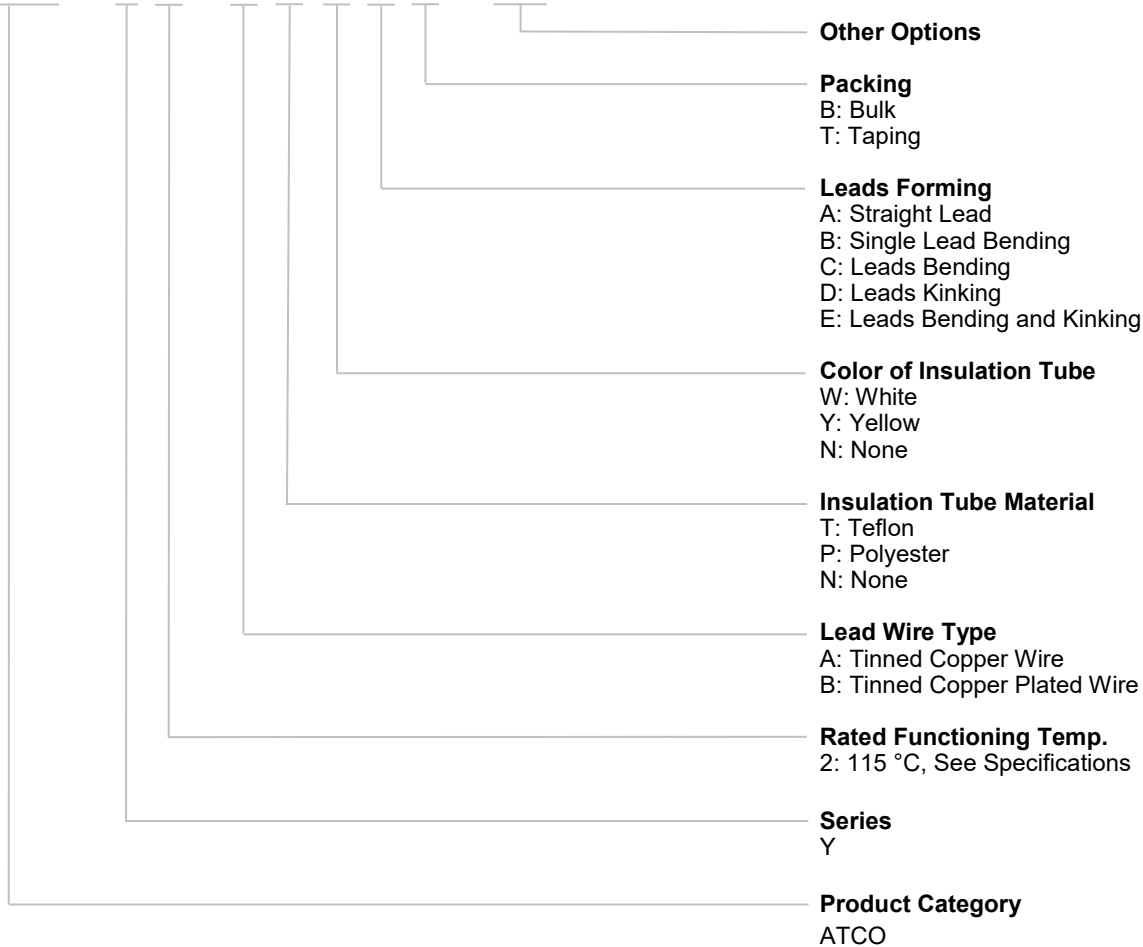 Other Options
Packing
B: Bulk
T: Taping
Leads Forming
A: Straight Lead
B: Single Lead Bending
C: Leads Bending
D: Leads Kinking
E: Leads Bending and Kinking
Color of Insulation Tube
W: White
Y: Yellow
N: None
Insulation Tube Material
T: Teflon
P: Polyester
N: None
Lead Wire Type
A: Tinned Copper Wire
B: Tinned Copper Plated Wire
Rated Functioning Temp.
2: 115 °C, See Specifications
Series
Y
Product Category
ATCO